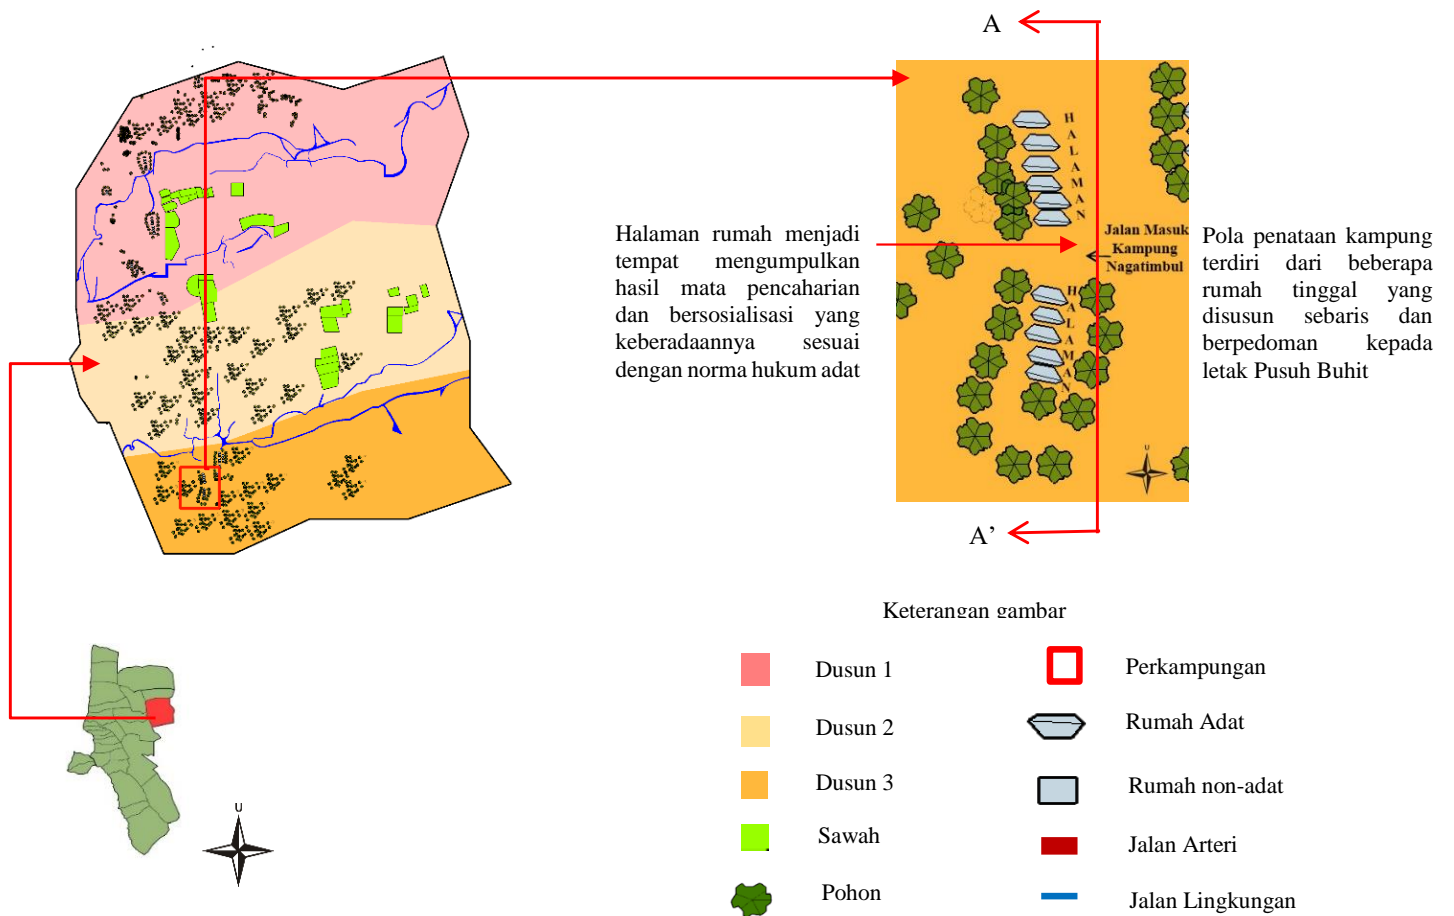 A
HALAMAN
Jalan Masuk
Kampung
Nagatimbul
HALAMAN
U
A’
Halaman rumah menjadi
tempat mengumpulkan
hasil mata pencaharian
dan bersosialisasi yang
keberadaannya sesuai
dengan norma hukum adat
Pola penataan kampung
terdiri dari beberapa
rumah tinggal yang
disusun sebaris dan
berpedoman kepada
letak Pusuh Buhit
U
Keterangan gambar
Dusun 1
Dusun 2
Dusun 3
Sawah
Pohon
Perkampungan
Rumah Adat
Rumah non-adat
Jalan Arteri
Jalan Lingkungan